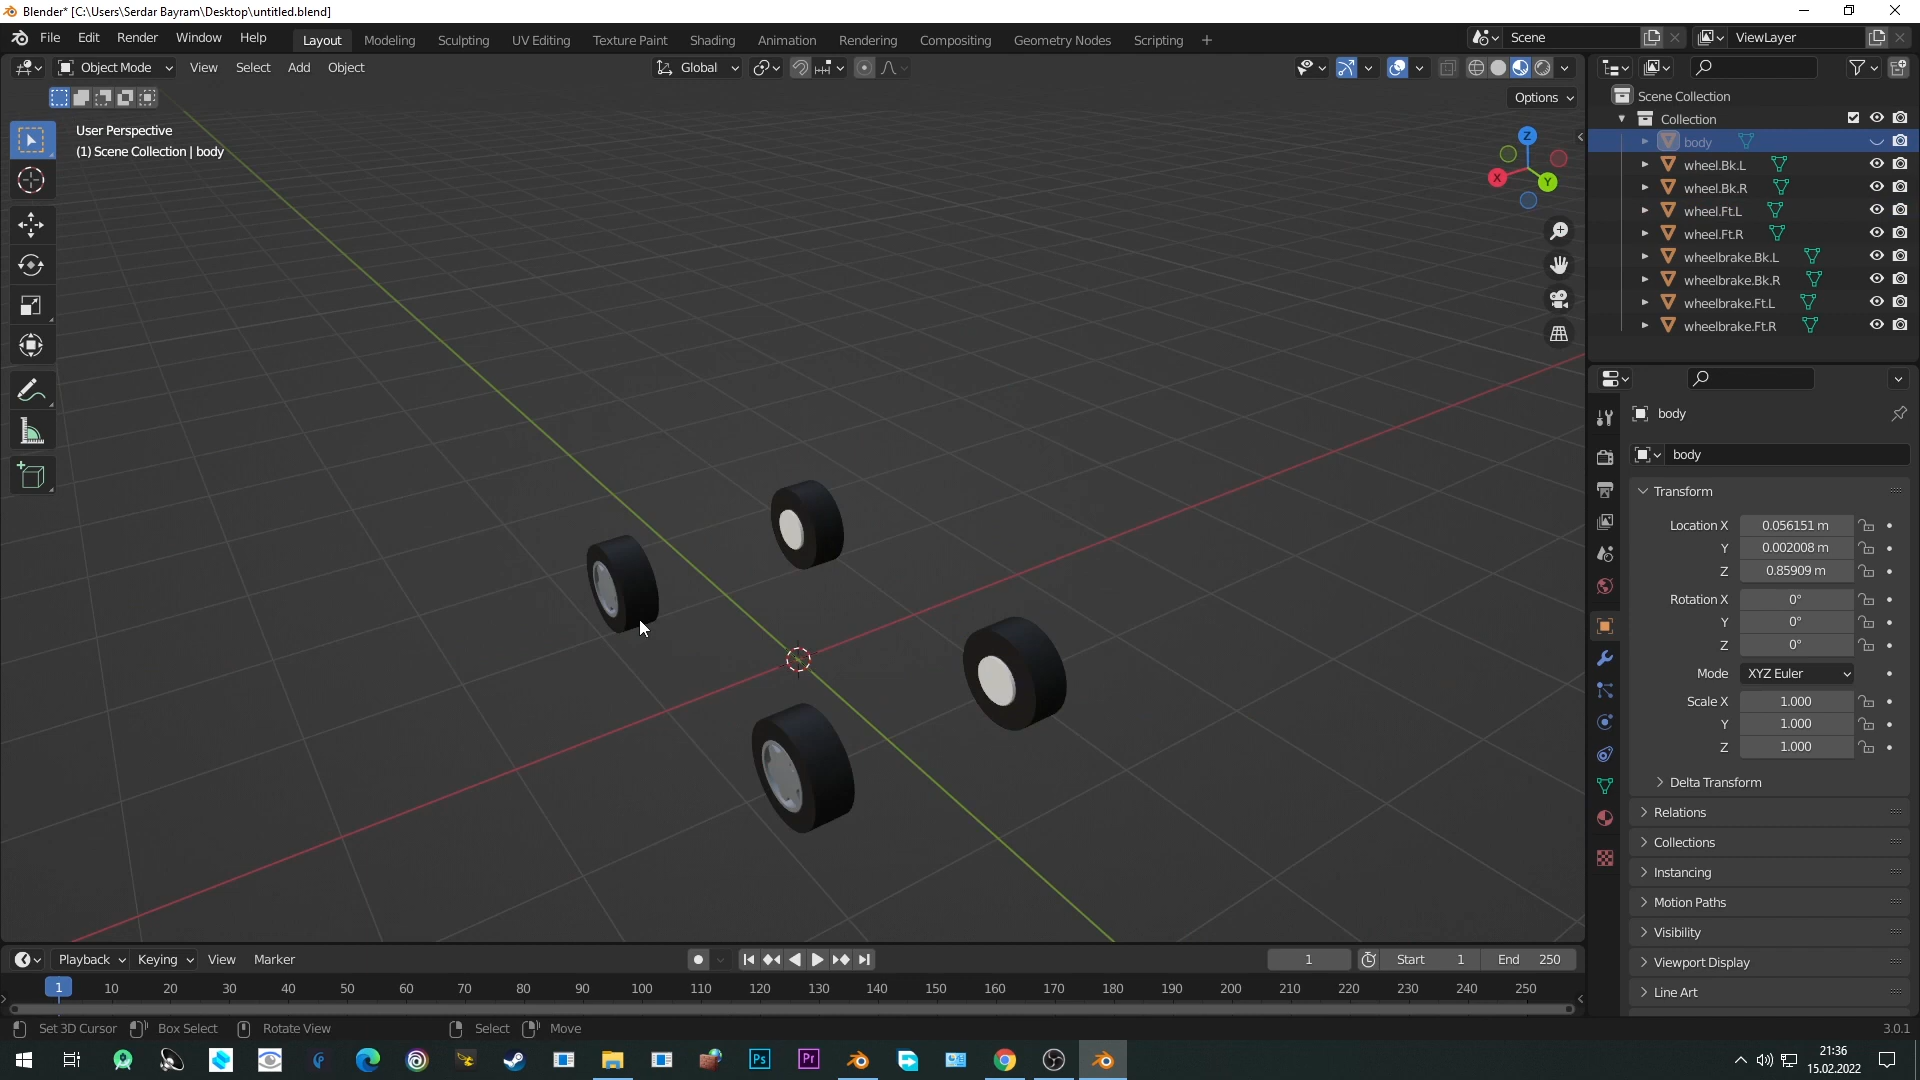 Blender* [C:\Users\Serdar Bayram\Desktop\untitled.blend]
File Edit Render Window Help Layout Modeling Sculpting UV Editing Texture Paint Shading Animation Rendering Compositing Geometry Nodes Scripting + Scene ViewLayer
Object Mode View Select Add Object Global
Options
User Perspective
(1) Scene Collection | body
Z
X
Y
Scene Collection
Collection
body
wheel.Bk.L
wheel.Bk.R
wheel.Ft.L
wheel.Ft.R
wheelbrake.Bk.L
wheelbrake.Bk.R
wheelbrake.Ft.L
wheelbrake.Ft.R
body
body
Transform
Location X 0.056151 m
Y 0.002008 m
Z 0.85909 m
Rotation X 0°
Y 0°
Z 0°
Mode XYZ Euler
Scale X 1.000
Y 1.000
Z 1.000
Delta Transform
Relations
Collections
Instancing
Motion Paths
Visibility
Viewport Display
Line Art
Playback Keying View Marker 1 Start 1 End 250
1 10 20 30 40 50 60 70 80 90 100 110 120 130 140 150 160 170 180 190 200 210 220 230 240 250
Set 3D Cursor Box Select Rotate View Select Move 3.0.1
Ps Pr
21:36
15.02.2022